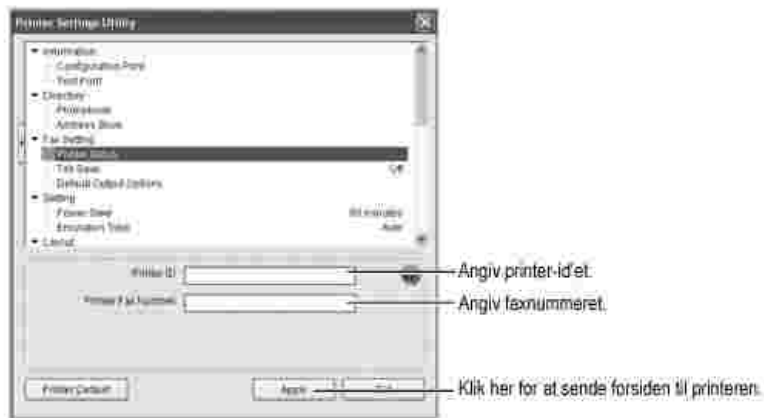 Printer Settings Utility
Information
Configuration Print
Test Print
Directory
Phonebook
Address Book
Fax Setting
Toll Save Off
Default Output Options
Setting
Power Save
Emulation Type Auto
Layout
Printer ID
Printer Fax Number
Angiv printer-id'et.
Angiv faxnummeret.
Printer Default
Apply
Klik her for at sende forsiden til printeren.